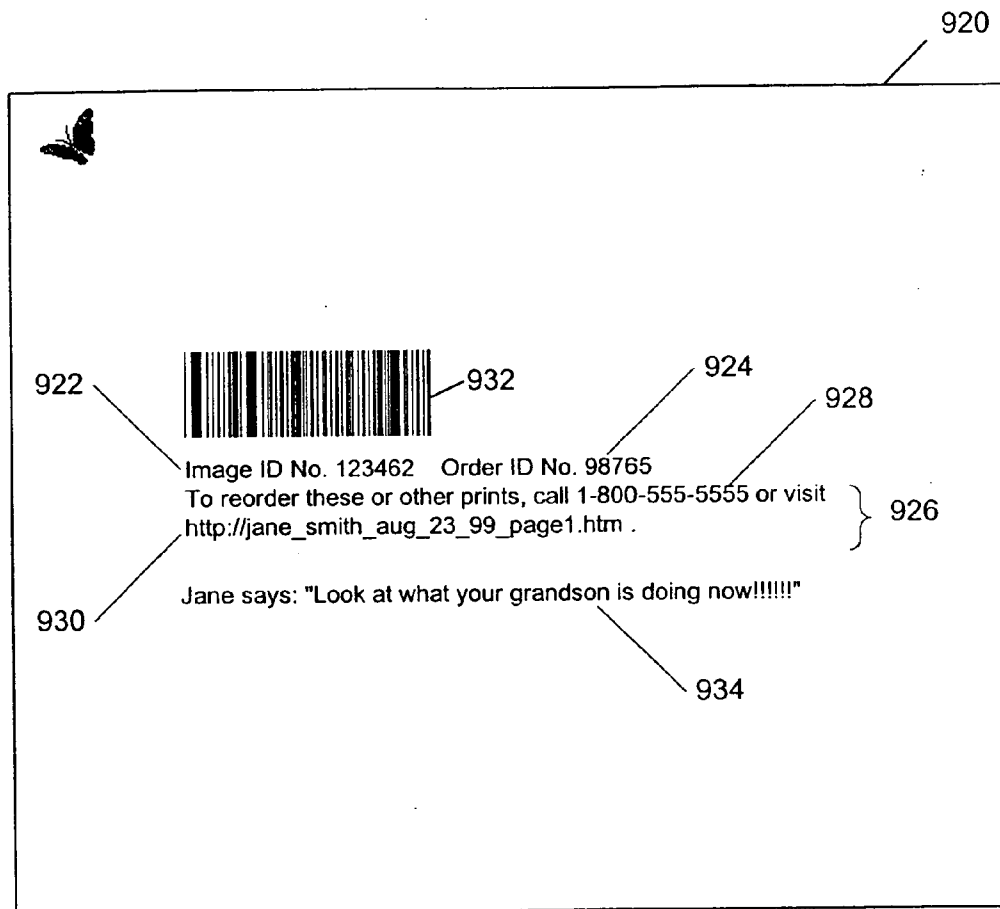 920
922
932
924
928
Image ID No. 123462 Order ID No. 98765
To reorder these or other prints, call 1-800-555-5555 or visit
http://jane_smith_aug_23_99_page1.htm .
926
Jane says: "Look at what your grandson is doing now!!!!!!"
930
934